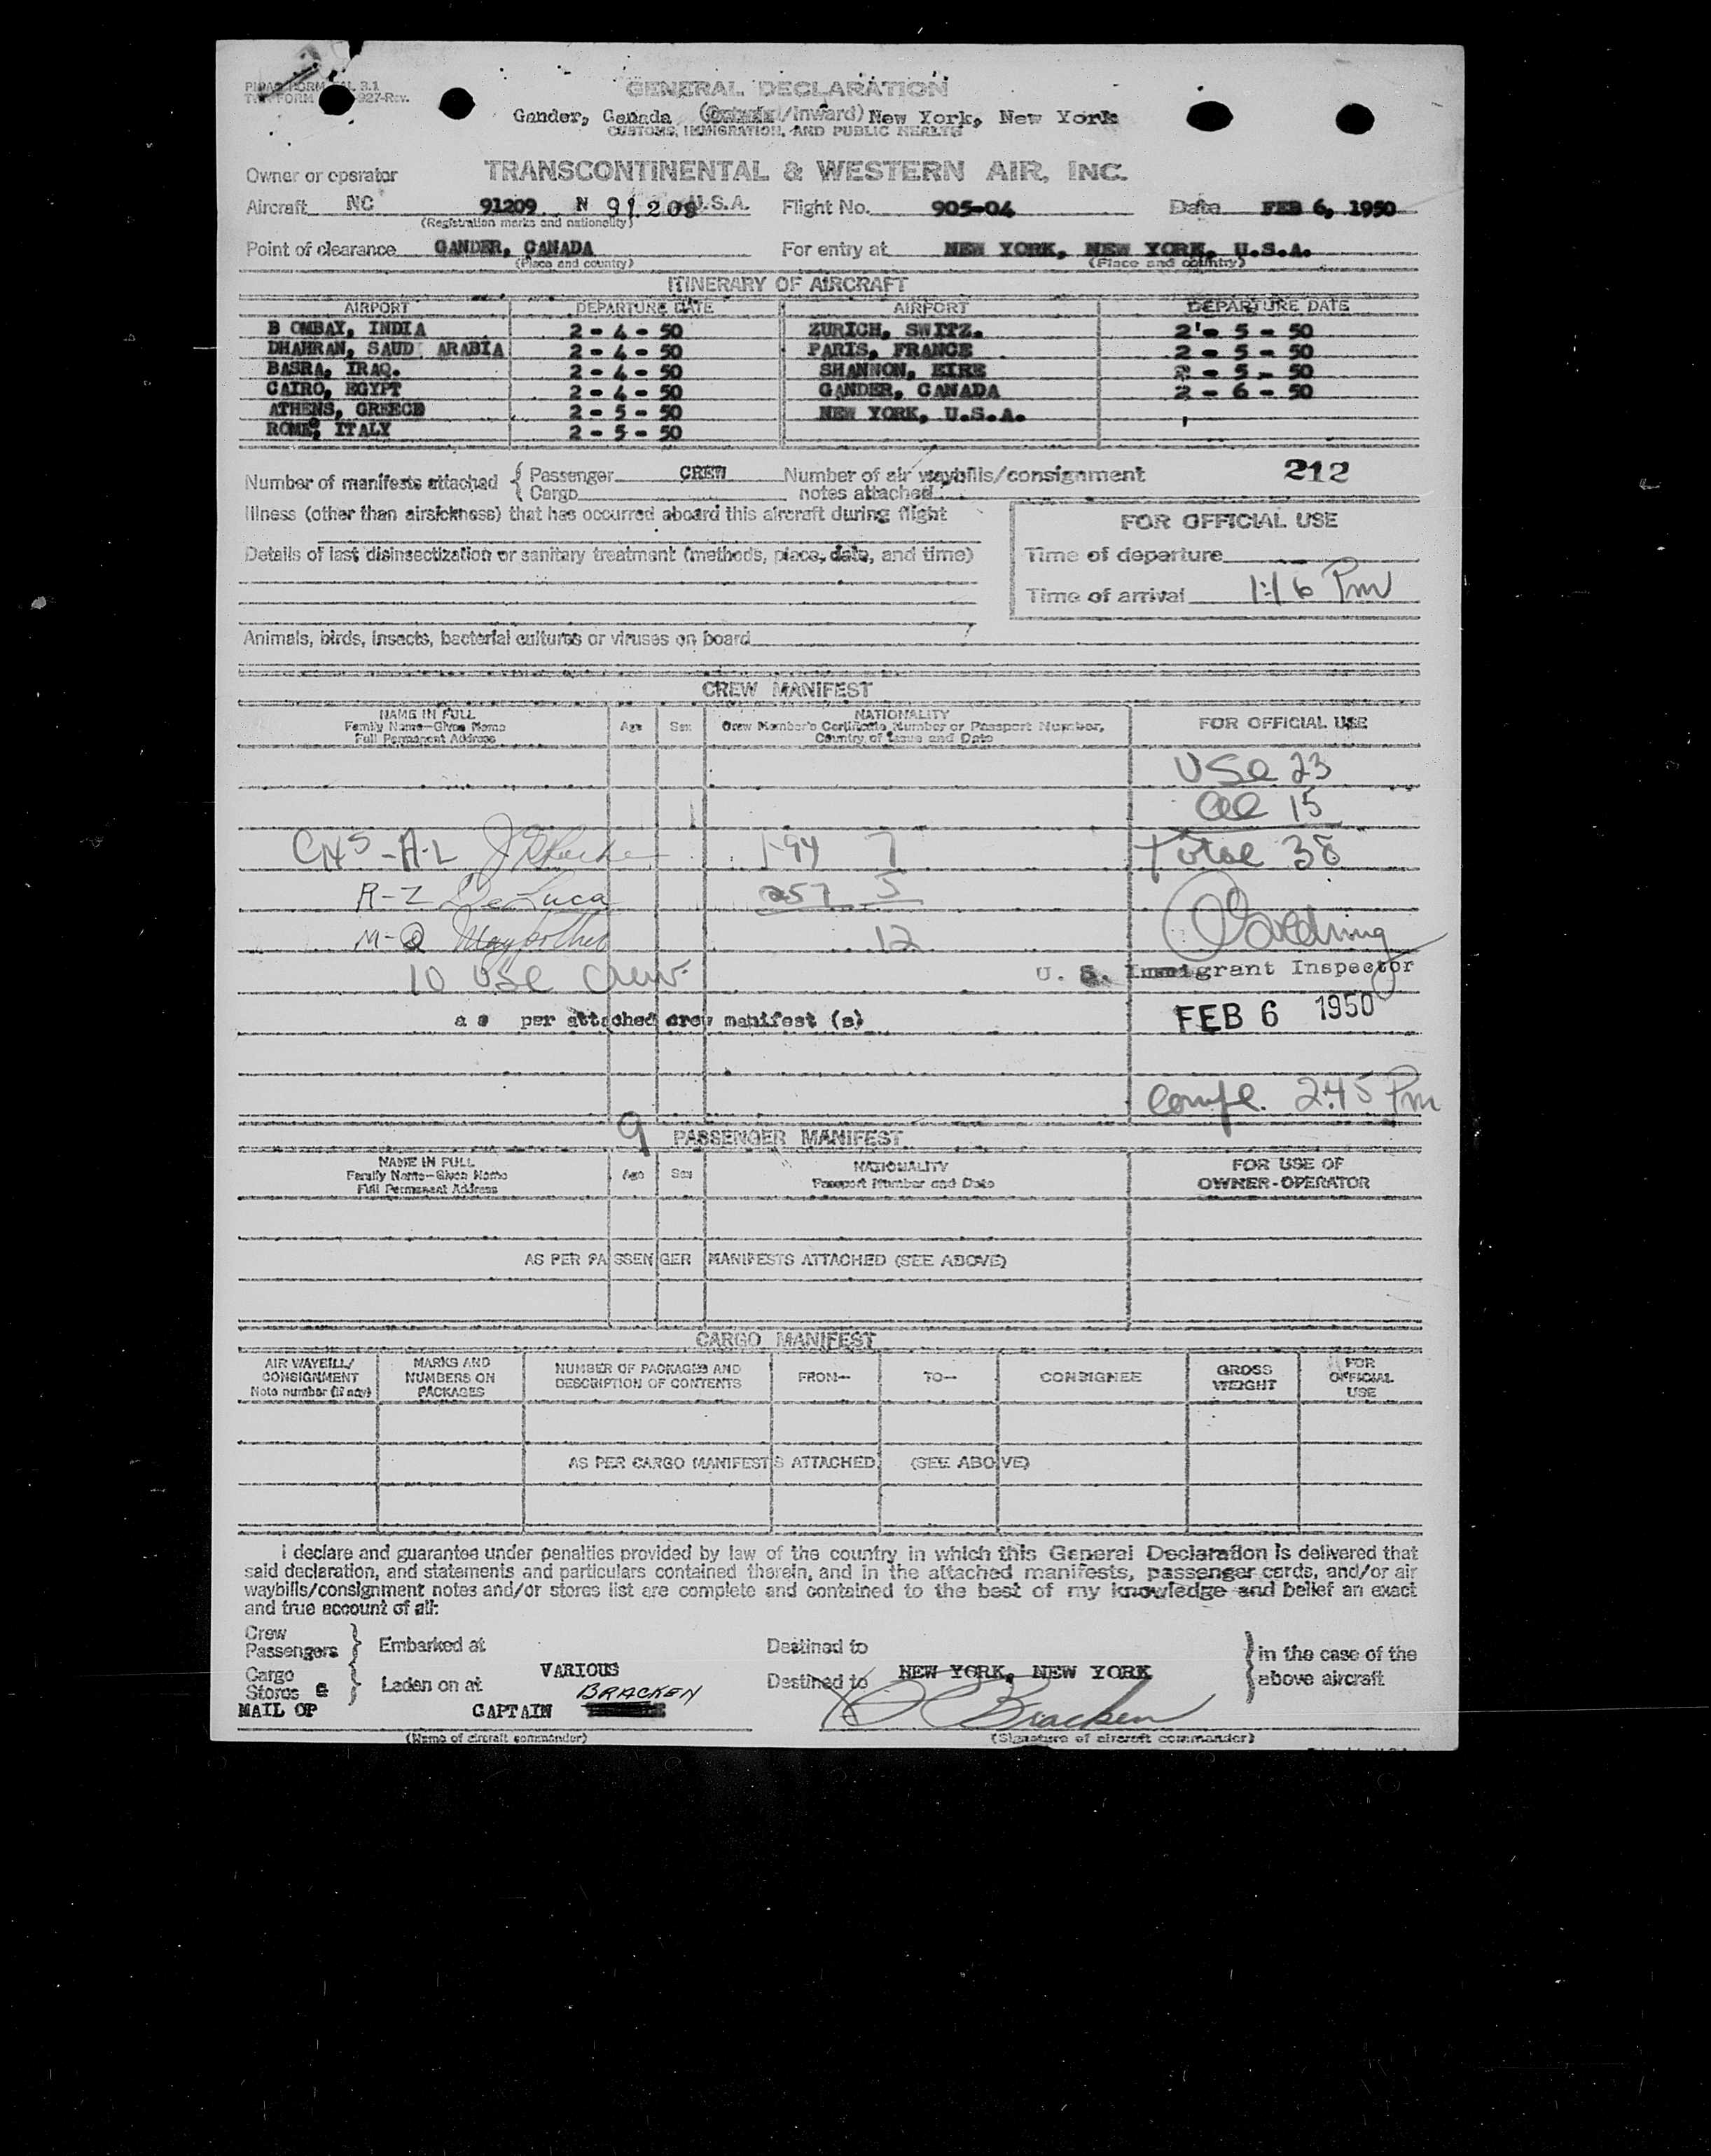 GENERAL DECLARATION
Gander, Canada (/Inward) New York, New York
CUSTOMS, IMMIGRATION, AND PUBLIC HEALTH
Owner or operator TRANSCONTINENTAL & WESTERN AIR, INC.
Aircraft NC 91209 N 91209 U.S.A. Flight No. 905-04 Date FEB 6, 1950
(Registration marks and nationality)
Point of clearance GANDER, CANADA For entry at NEW YORK, NEW YORK, U.S.A.
(Place and country) (Place and country)
ITINERARY OF AIRCRAFT
AIRPORT DEPARTURE DATE AIRPORT DEPARTURE DATE
B OMBAY, INDIA 2 - 4 - 50 ZURICH, SWITZ. 2 - 5 - 50
DHAHRAN, SAUDI ARABIA 2 - 4 - 50 PARIS, FRANCE 2 - 5 - 50
BASRA, IRAQ. 2 - 4 - 50 SHANNON, EIRE 2 - 5 - 50
CAIRO, EGYPT 2 - 4 - 50 GANDER, CANADA 2 - 6 - 50
ATHENS, GREECE 2 - 5 - 50 NEW YORK, U.S.A.
ROME, ITALY 2 - 5 - 50
Number of manifests attached { Passenger CREW Number of air waybills/consignment 212
Cargo notes attached
Illness (other than airsickness) that has occurred aboard this aircraft during flight
FOR OFFICIAL USE
Details of last disinsectization or sanitary treatment (methods, place, date, and time)
Time of departure
Time of arrival 1:16 Pm
Animals, birds, insects, bacterial cultures or viruses on board
CREW MANIFEST
NAME IN FULL
Family Name—Given Name
Full Permanent Address
Age Sex
NATIONALITY
Crew Member's Certificate Number or Passport Number,
Country of Issue and Date
FOR OFFICIAL USE
USC 23
15
A-L I-94 7 Total 38
R-Z De Luca 257 5
M-Q 12
10 USC Crew
U. S. Immigrant Inspector
a s per attached crew manifest (s) FEB 6 1950
Compl. 2:45 Pm
9 PASSENGER MANIFEST
NAME IN FULL
Family Name—Given Name
Full Permanent Address
Age Sex
NATIONALITY
Passport Number and Date
FOR USE OF
OWNER-OPERATOR
AS PER PASSENGER MANIFESTS ATTACHED (SEE ABOVE)
CARGO MANIFEST
AIR WAYBILL/
CONSIGNMENT
Note number (if any)
MARKS AND
NUMBERS ON
PACKAGES
NUMBER OF PACKAGES AND
DESCRIPTION OF CONTENTS
FROM— TO— CONSIGNEE
GROSS
WEIGHT
FOR
OFFICIAL
USE
AS PER CARGO MANIFESTS ATTACHED (SEE ABOVE)
I declare and guarantee under penalties provided by law of the country in which this General Declaration is delivered that
said declaration, and statements and particulars contained therein, and in the attached manifests, passenger cards, and/or air
waybills/consignment notes and/or stores list are complete and contained to the best of my knowledge and belief an exact
and true account of all:
Crew
Passengers } Embarked at Destined to } in the case of the
Cargo
Stores } Laden on at VARIOUS Destined to NEW YORK, NEW YORK above aircraft
MAIL OP CAPTAIN BRACKEN Bracken
(Name of aircraft commander) (Signature of aircraft commander)